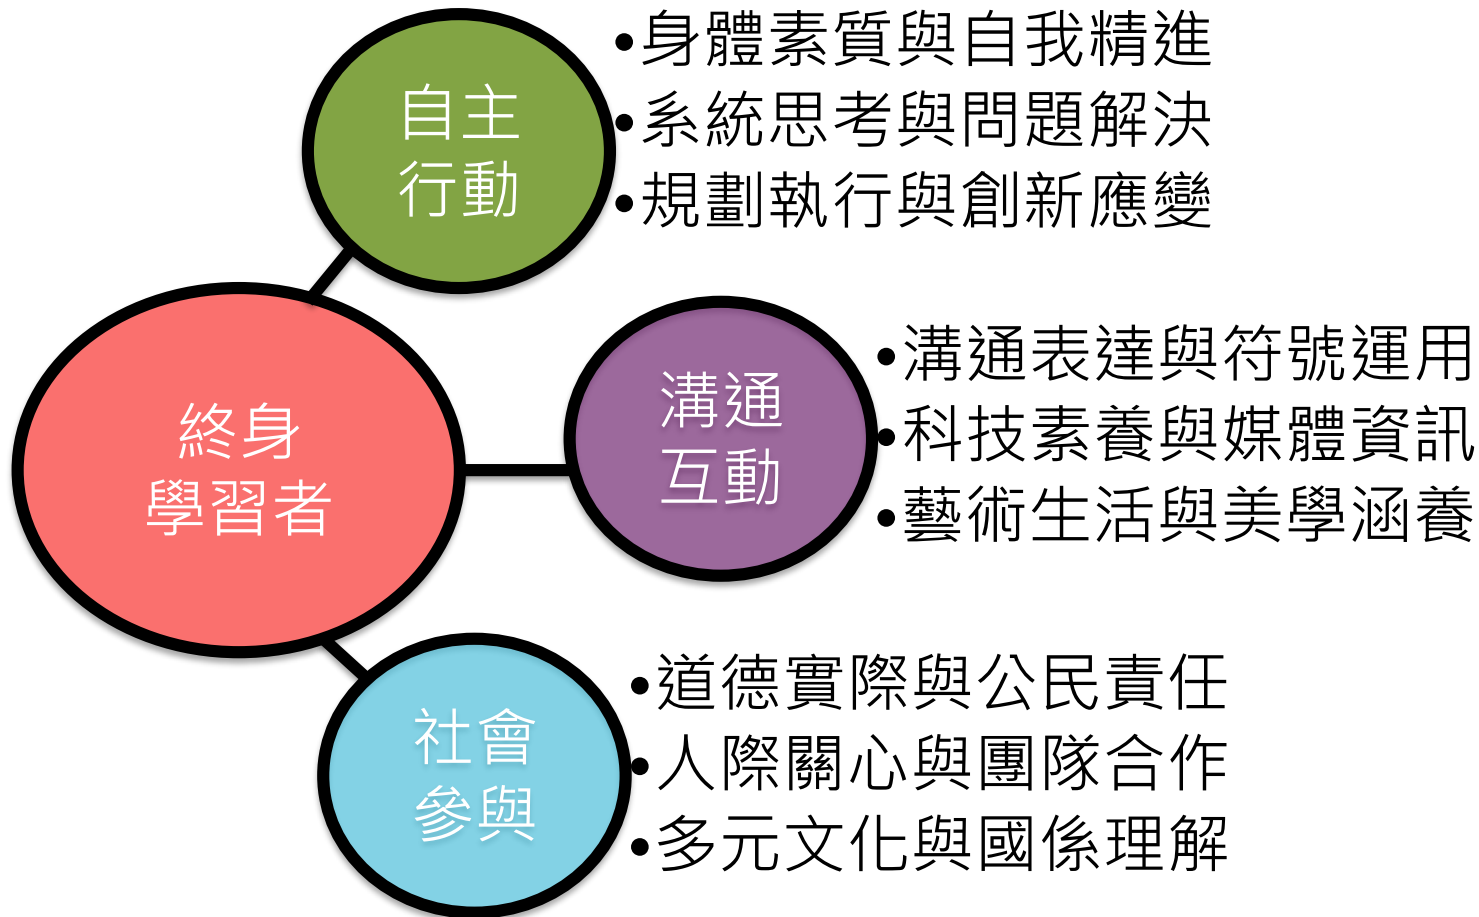 自主
行動
•身體素質與自我精進
•系統思考與問題解決
•規劃執行與創新應變
終身
學習者
溝通
互動
•溝通表達與符號運用
•科技素養與媒體資訊
•藝術生活與美學涵養
社會
參與
•道德實際與公民責任
•人際關心與團隊合作
•多元文化與國係理解